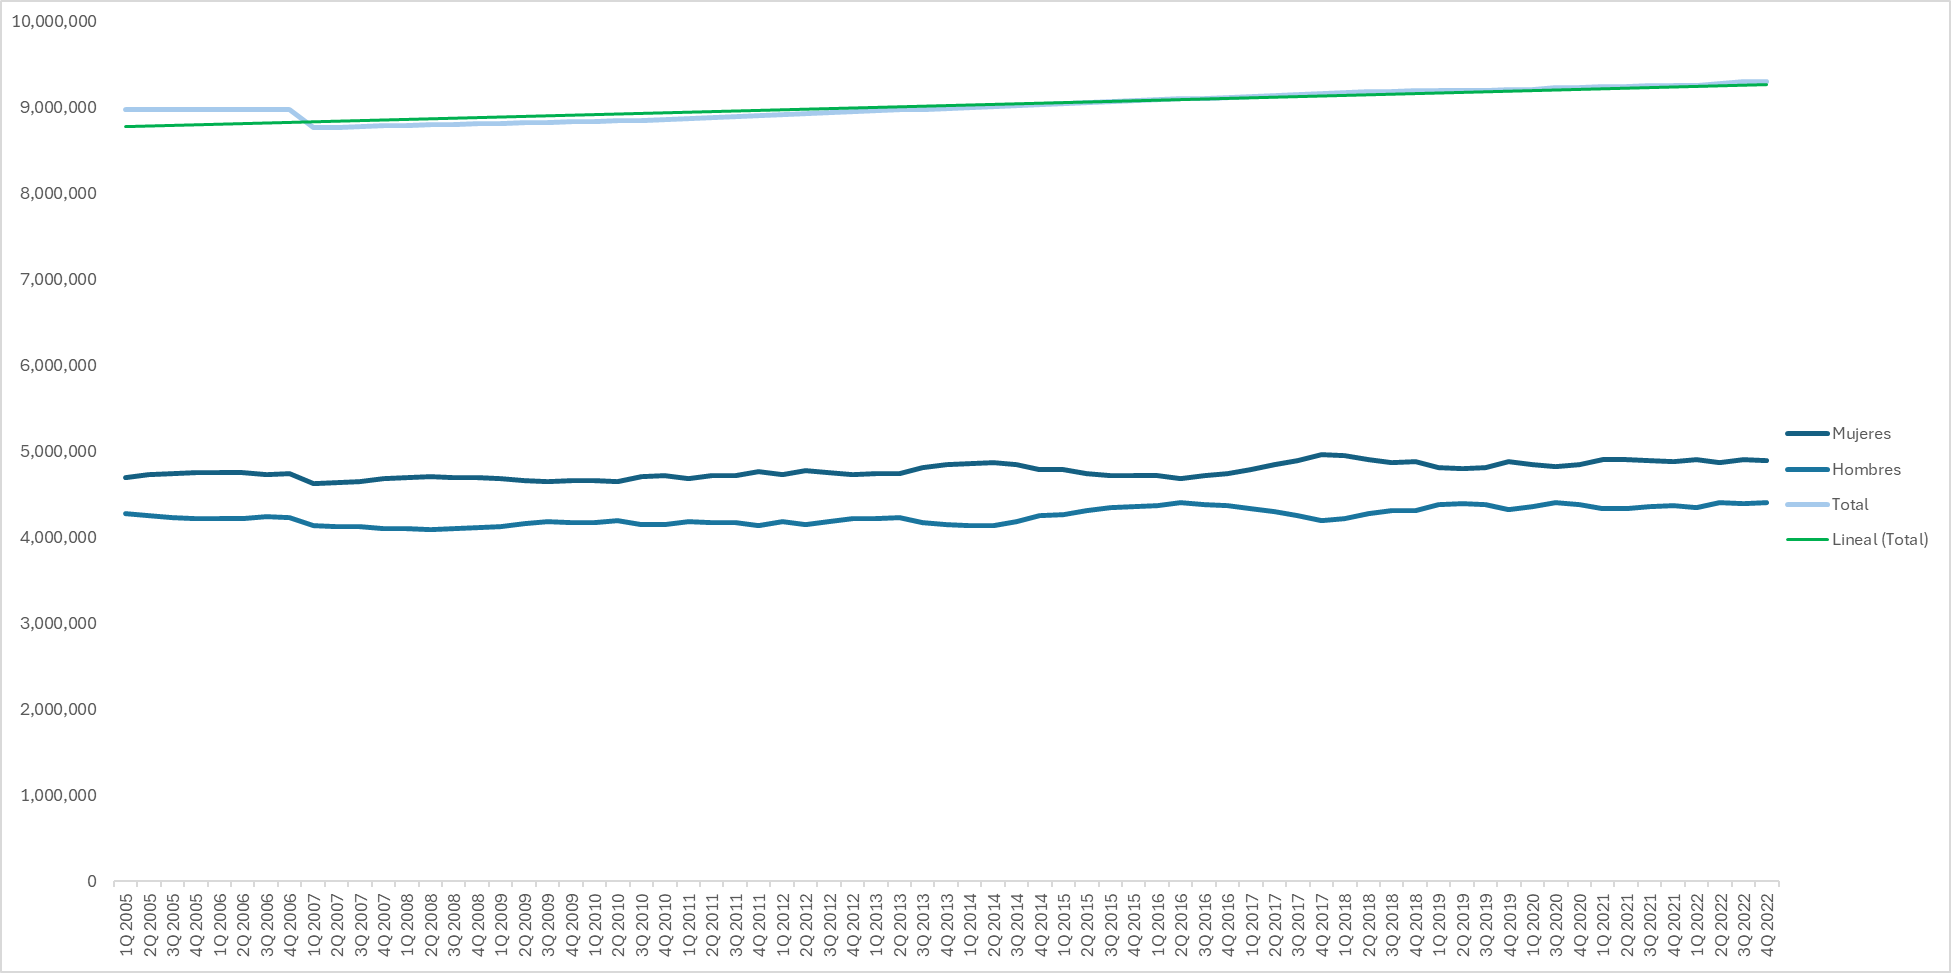 10,000,000
9,000,000
8,000,000
7,000,000
6,000,000
5,000,000
4,000,000
3,000,000
2,000,000
1,000,000
0
1Q 2005
2Q 2005
3Q 2005
4Q 2005
1Q 2006
2Q 2006
3Q 2006
4Q 2006
1Q 2007
2Q 2007
3Q 2007
4Q 2007
1Q 2008
2Q 2008
3Q 2008
4Q 2008
1Q 2009
2Q 2009
3Q 2009
4Q 2009
1Q 2010
2Q 2010
3Q 2010
4Q 2010
1Q 2011
2Q 2011
3Q 2011
4Q 2011
1Q 2012
2Q 2012
3Q 2012
4Q 2012
1Q 2013
2Q 2013
3Q 2013
4Q 2013
1Q 2014
2Q 2014
3Q 2014
4Q 2014
1Q 2015
2Q 2015
3Q 2015
4Q 2015
1Q 2016
2Q 2016
3Q 2016
4Q 2016
1Q 2017
2Q 2017
3Q 2017
4Q 2017
1Q 2018
2Q 2018
3Q 2018
4Q 2018
1Q 2019
2Q 2019
3Q 2019
4Q 2019
1Q 2020
3Q 2020
4Q 2020
1Q 2021
2Q 2021
3Q 2021
4Q 2021
1Q 2022
2Q 2022
3Q 2022
4Q 2022
Mujeres
Hombres
Total
Lineal (Total)